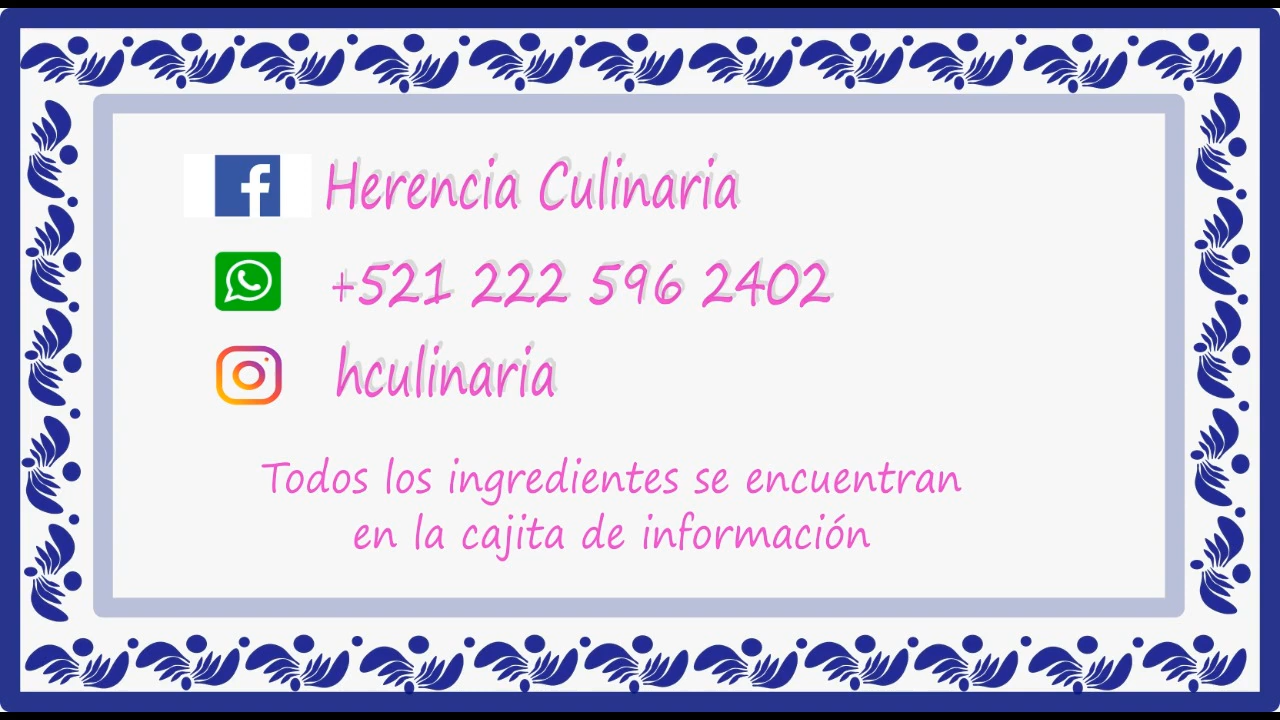 Herencia Culinaria
+521 222 596 2402
hculinaria
Todos los ingredientes se encuentran
en la cajita de información